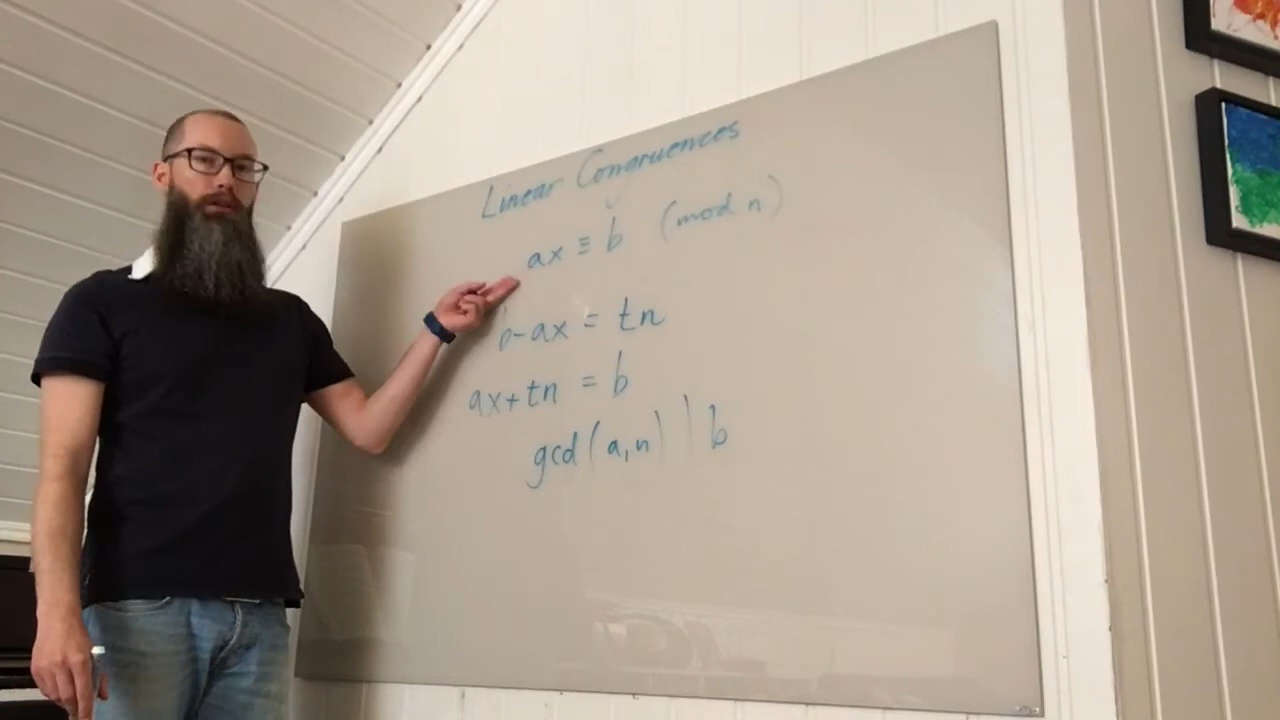 Linear Congruences
ax ≡ b (mod n)
b-ax = tn
ax+tn = b
gcd(a,n) | b